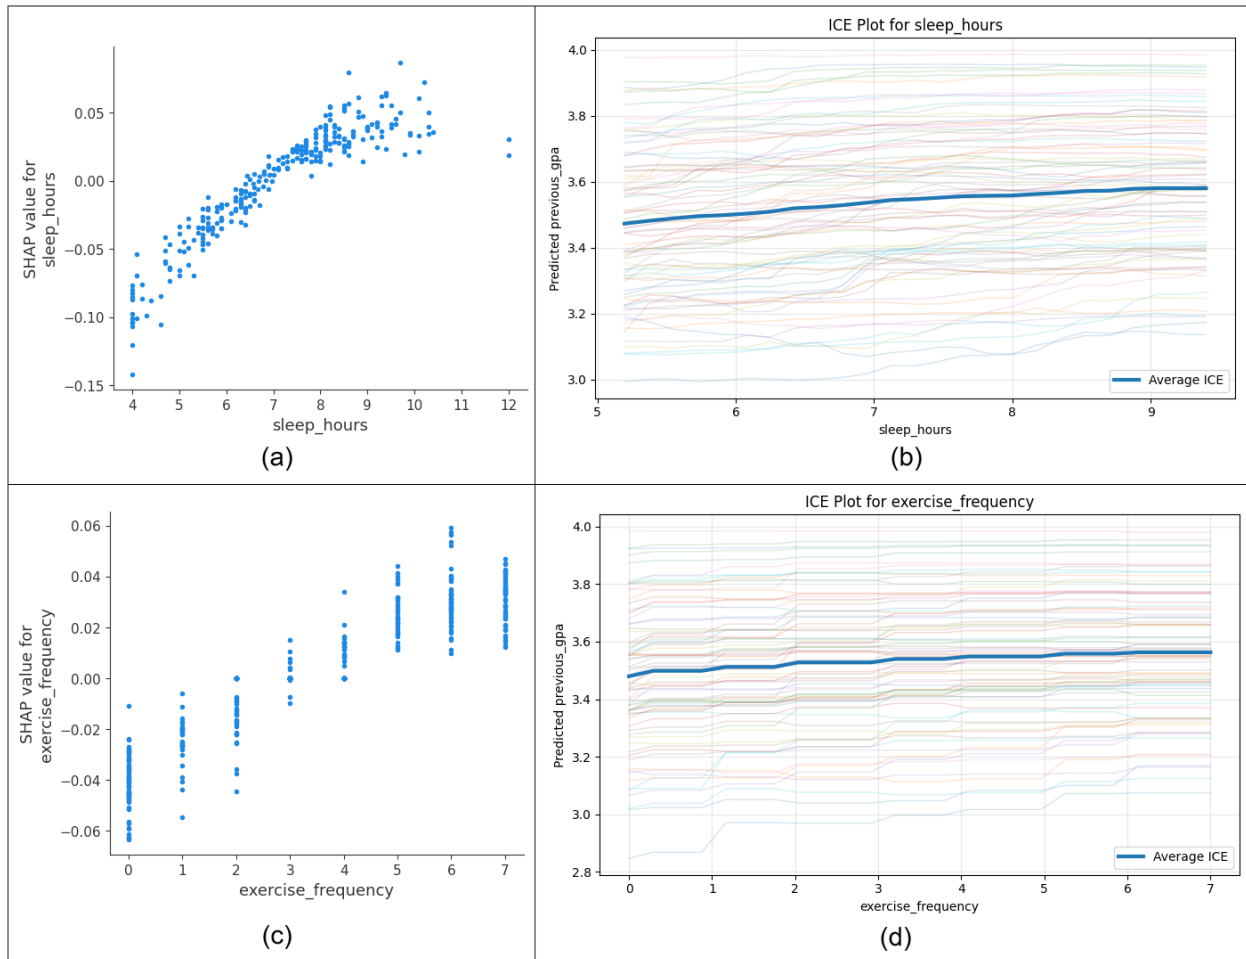 SHAP value for
sleep_hours
0.05
0.00
−0.05
−0.10
−0.15
4 5 6 7 8 9 10 11 12
sleep_hours
(a)
ICE Plot for sleep_hours
Predicted previous_gpa
4.0
3.8
3.6
3.4
3.2
3.0
Average ICE
5 6 7 8 9
sleep_hours
(b)
SHAP value for
exercise_frequency
0.06
0.04
0.02
0.00
−0.02
−0.04
−0.06
0 1 2 3 4 5 6 7
exercise_frequency
(c)
ICE Plot for exercise_frequency
Predicted previous_gpa
4.0
3.8
3.6
3.4
3.2
3.0
2.8
Average ICE
0 1 2 3 4 5 6 7
exercise_frequency
(d)